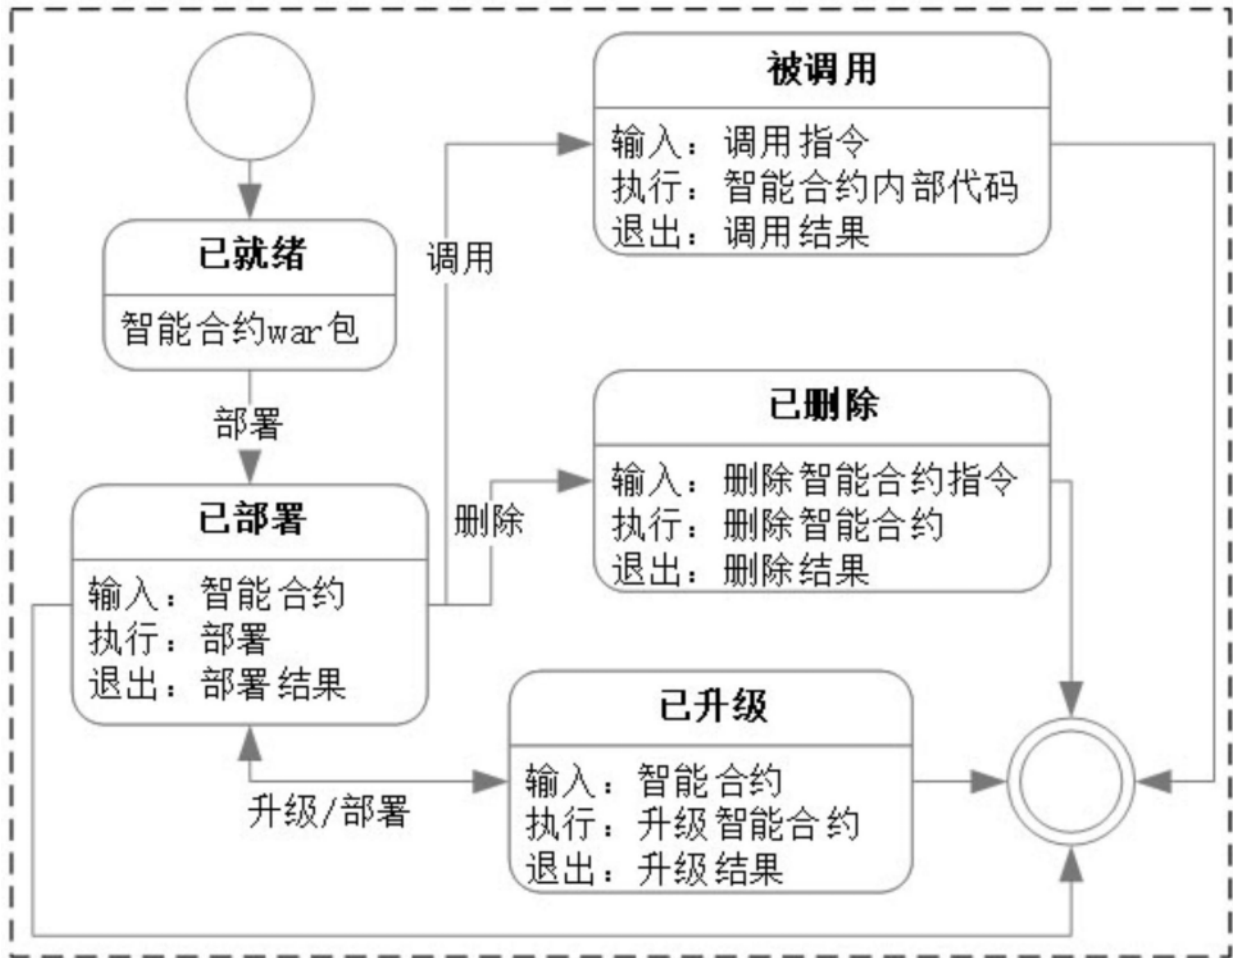 被调用
输入：调用指令
执行：智能合约内部代码
退出：调用结果
已就绪
智能合约war包
调用
部署
已删除
输入：删除智能合约指令
执行：删除智能合约
退出：删除结果
已部署
输入：智能合约
执行：部署
退出：部署结果
删除
已升级
输入：智能合约
执行：升级智能合约
退出：升级结果
升级/部署